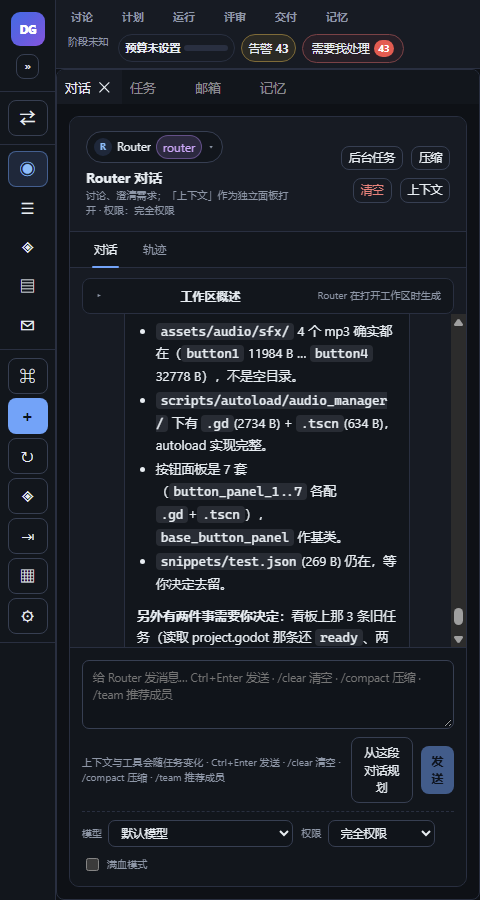 DG
讨论 计划 运行 评审 交付 记忆
阶段未知 预算未设置 告警 43 需要我处理 43
»
对话 × 任务 邮箱 记忆
R Router router
后台任务 压缩
清空 上下文
Router 对话
讨论、澄清需求；「上下文」作为独立面板打
开 · 权限：完全权限
对话 轨迹
工作区概述 Router 在打开工作区时生成
• assets/audio/sfx/ 4 个 mp3 确实都
在（ button1 11984 B … button4
32778 B），不是空目录。
• scripts/autoload/audio_manager
/ 下有 .gd (2734 B) + .tscn (634 B)，
autoload 实现完整。
• 按钮面板是 7 套
（ button_panel_1..7 各配
.gd + .tscn ），
base_button_panel 作基类。
• snippets/test.json (269 B) 仍在，等
你决定去留。
另外有两件事需要你决定：看板上那 3 条旧任
务（读取 project.godot 那条还 ready 、两
给 Router 发消息… Ctrl+Enter 发送 · /clear 清空 · /compact 压缩 ·
/team 推荐成员
上下文与工具会随任务变化 · Ctrl+Enter 发送 · /clear 清空 ·
/compact 压缩 · /team 推荐成员
从这段
对话规
划
发
送
模型 默认模型 权限 完全权限
满血模式